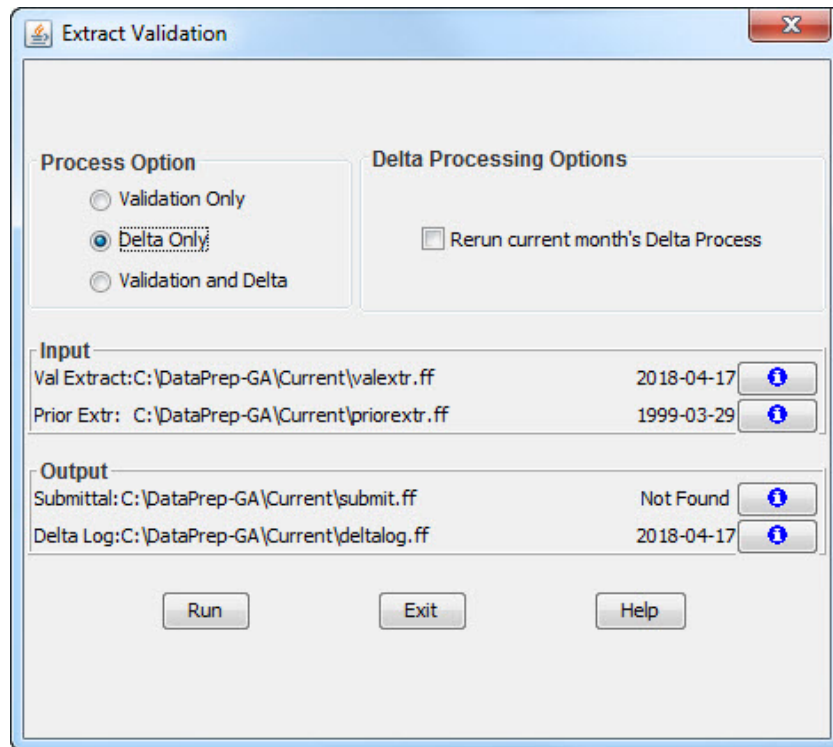 Extract Validation
Process Option
Validation Only
Delta Only
Validation and Delta
Delta Processing Options
Rerun current month's Delta Process
Input
Val Extract:C:\DataPrep-GA\Current\valextr.ff 2018-04-17
Prior Extr: C:\DataPrep-GA\Current\priorextr.ff 1999-03-29
Output
Submittal:C:\DataPrep-GA\Current\submit.ff Not Found
Delta Log:C:\DataPrep-GA\Current\deltalog.ff 2018-04-17
Run Exit Help